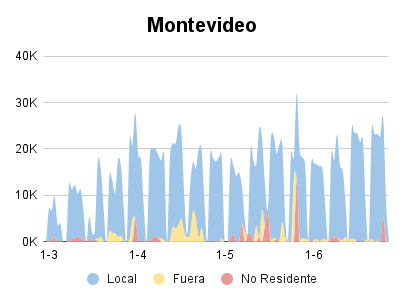 Montevideo
40K
30K
20K
10K
0K
1-3 1-4 1-5 1-6
Local Fuera No Residente